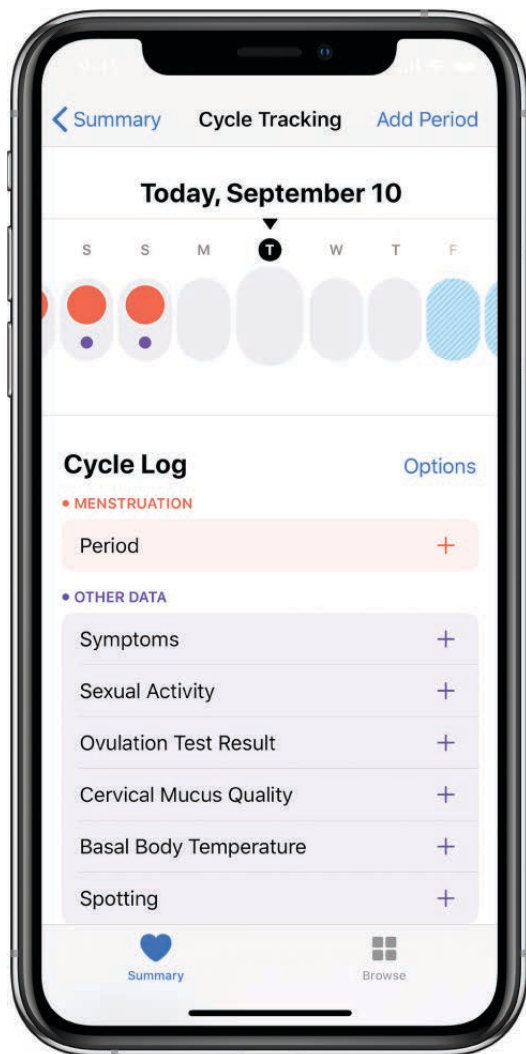 Summary Cycle Tracking Add Period
Today, September 10
S S M T W T F
Cycle Log Options
• MENSTRUATION
Period +
• OTHER DATA
Symptoms +
Sexual Activity +
Ovulation Test Result +
Cervical Mucus Quality +
Basal Body Temperature +
Spotting +
Summary Browse